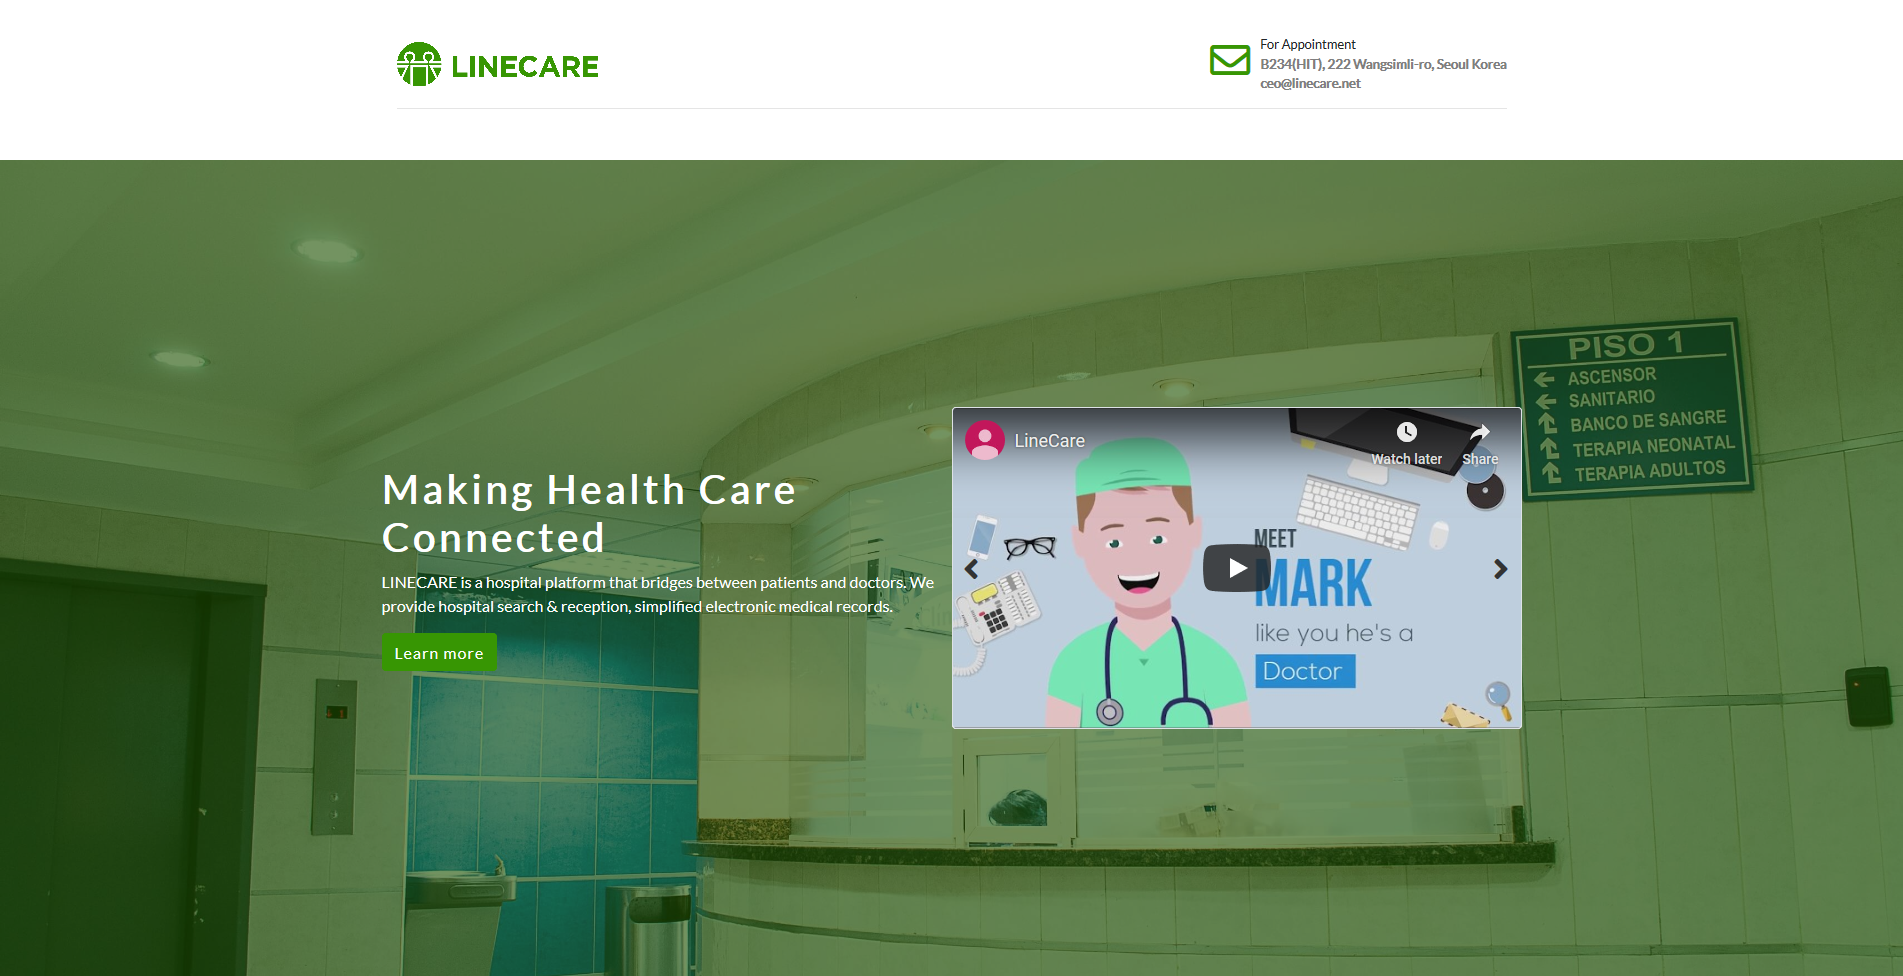 LINECARE
For Appointment
B234(HIT), 222 Wangsimli-ro, Seoul Korea
ceo@linecare.net
Making Health Care
Connected
LINECARE is a hospital platform that bridges between patients and doctors. We
provide hospital search & reception, simplified electronic medical records.
Learn more
LineCare
Watch later
Share
MEET
MARK
like you he's a
Doctor
PISO 1
ASCENSOR
SANITARIO
BANCO DE SANGRE
TERAPIA NEONATAL
TERAPIA ADULTOS